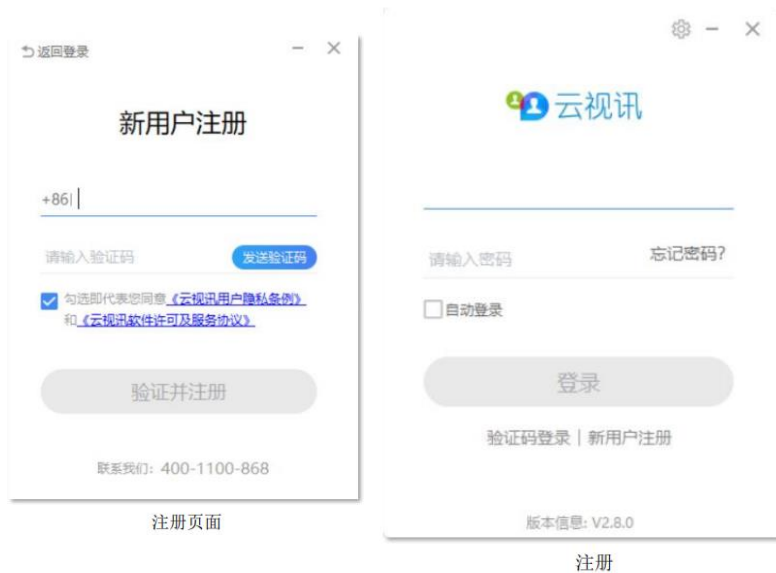 返回登录
新用户注册
+86|
请输入验证码 发送验证码
勾选即代表您同意《云视讯用户隐私条例》
和《云视讯软件许可及服务协议》
验证并注册
联系我们：400-1100-868
注册页面
云视讯
请输入密码 忘记密码?
自动登录
登录
验证码登录 | 新用户注册
版本信息: V2.8.0
注册